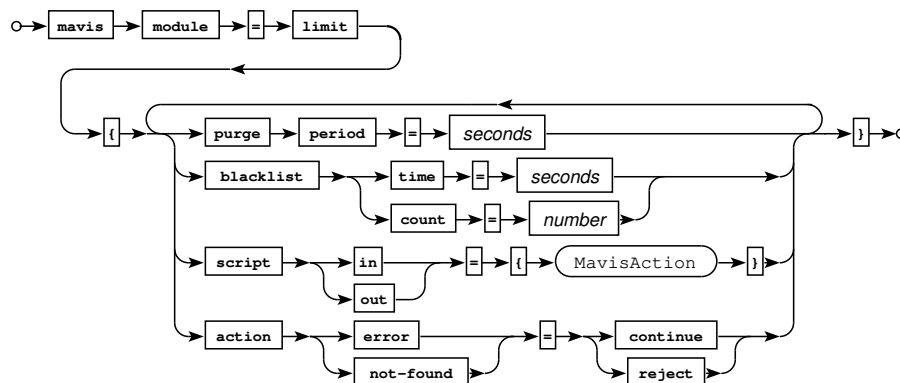 mavis module = limit
{ purge period = seconds }
blacklist time = seconds
count = number
script in = { MavisAction }
out
action error = continue
not-found reject